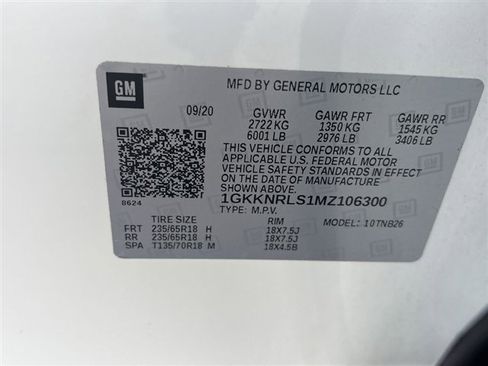 GM
MFD BY GENERAL MOTORS LLC
09/20 GVWR GAWR FRT GAWR RR
2722 KG 1350 KG 1545 KG
6001 LB 2976 LB 3406 LB
THIS VEHICLE CONFORMS TO ALL
APPLICABLE U.S. FEDERAL MOTOR
VEHICLE SAFETY STANDARDS IN EFFECT
ON THE DATE OF MANUFACTURE SHOWN ABOVE.
1GKKNRLS1MZ106300
8624 TYPE: M.P.V. MODEL: 10TNB26
TIRE SIZE RIM
FRT 235/65R18 H 18X7.5J
RR 235/65R18 H 18X7.5J
SPA T135/70R18 M 18X4.5B